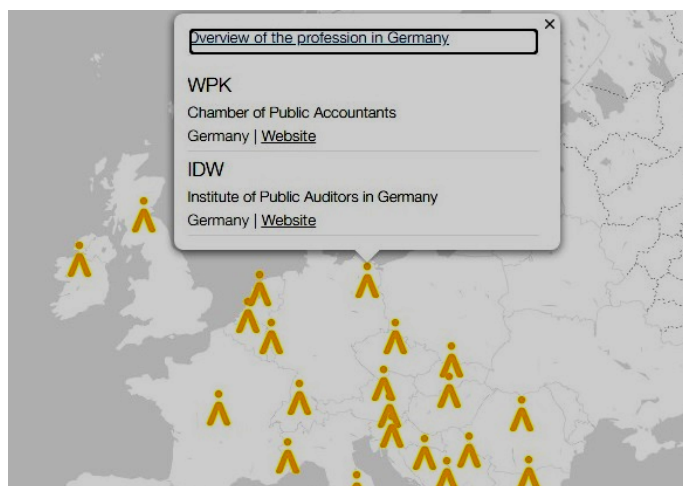 ×
Overview of the profession in Germany
WPK
Chamber of Public Accountants
Germany | Website
IDW
Institute of Public Auditors in Germany
Germany | Website